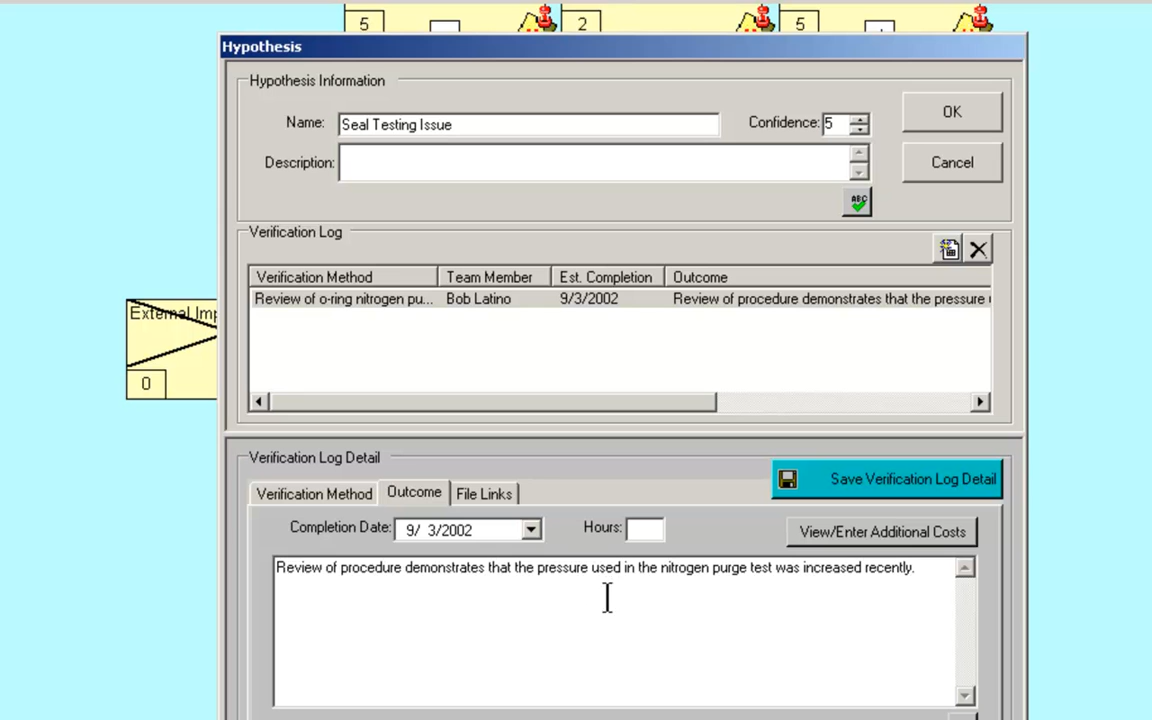 5 2 5
Hypothesis
Hypothesis Information
Name: Seal Testing Issue Confidence: 5 OK
Description: Cancel
ABC
Verification Log
Verification Method Team Member Est. Completion Outcome
Review of o-ring nitrogen pu... Bob Latino 9/3/2002 Review of procedure demonstrates that the pressure
External Imp
0
Verification Log Detail
Save Verification Log Detail
Verification Method Outcome File Links
Completion Date: 9/ 3/2002 Hours: View/Enter Additional Costs
Review of procedure demonstrates that the pressure used in the nitrogen purge test was increased recently.